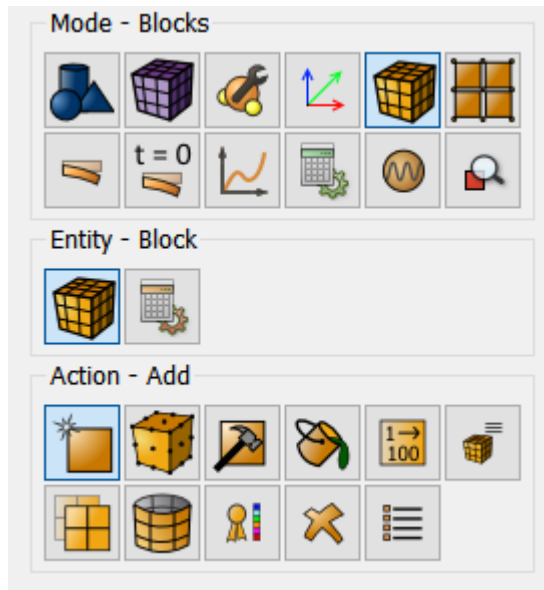 Mode - Blocks
t = 0
Entity - Block
Action - Add
1→
100